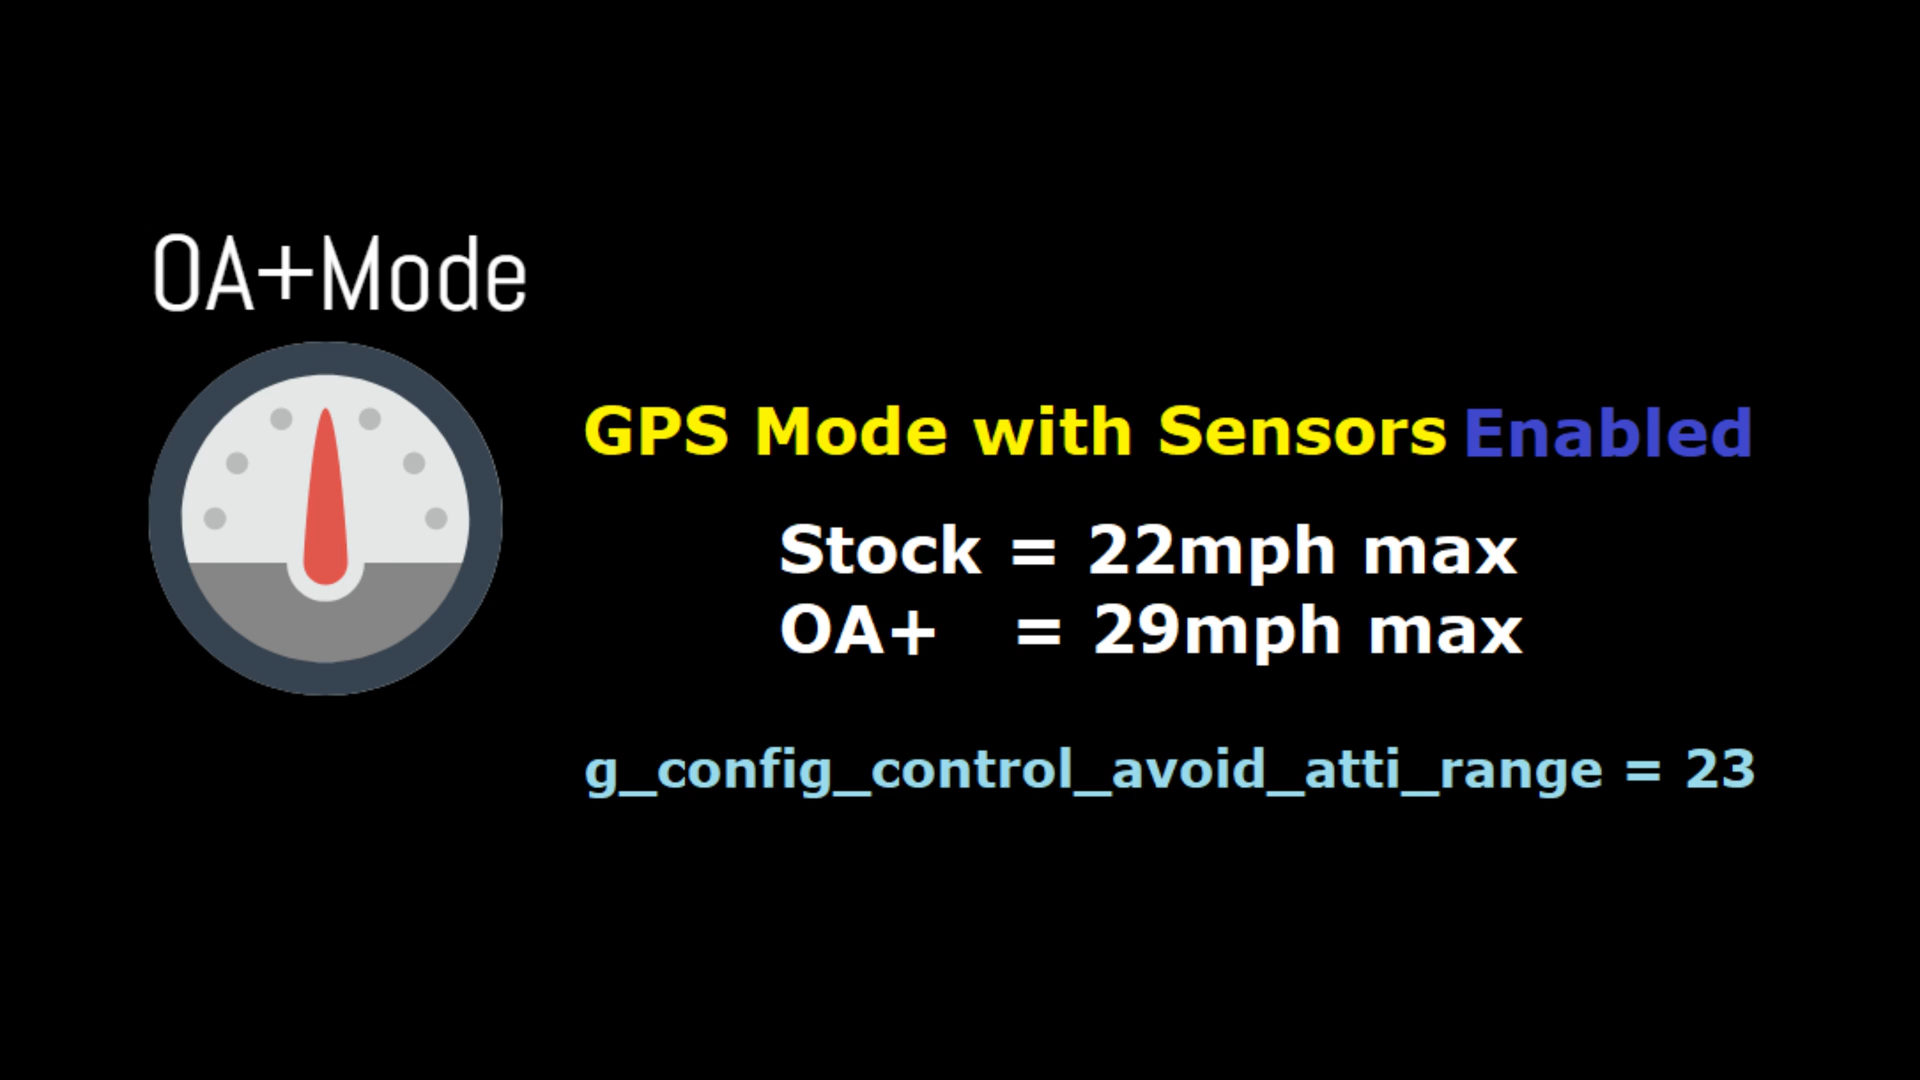 OA+Mode
GPS Mode with Sensors Enabled
Stock = 22mph max
OA+ = 29mph max
g_config_control_avoid_atti_range = 23